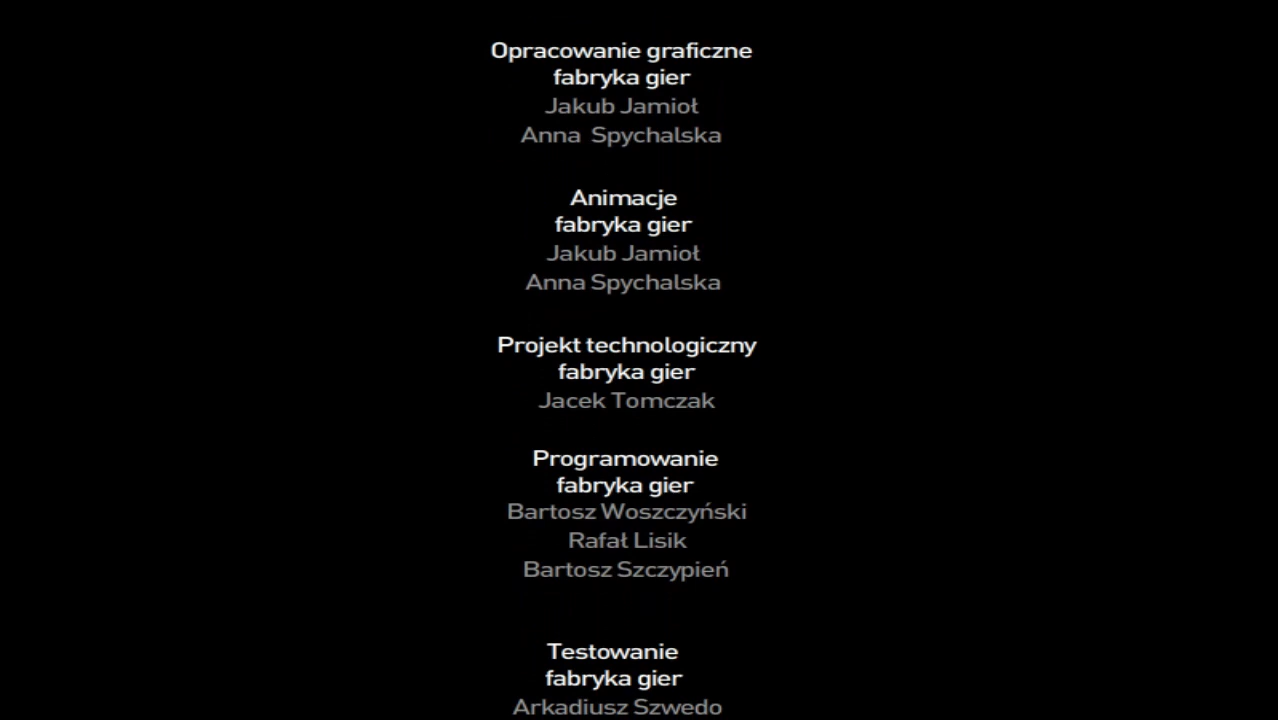 Opracowanie graficzne
fabryka gier
Jakub Jamioł
Anna Spychalska
Animacje
fabryka gier
Jakub Jamioł
Anna Spychalska
Projekt technologiczny
fabryka gier
Jacek Tomczak
Programowanie
fabryka gier
Bartosz Woszczyński
Rafał Lisik
Bartosz Szczypień
Testowanie
fabryka gier
Arkadiusz Szwedo